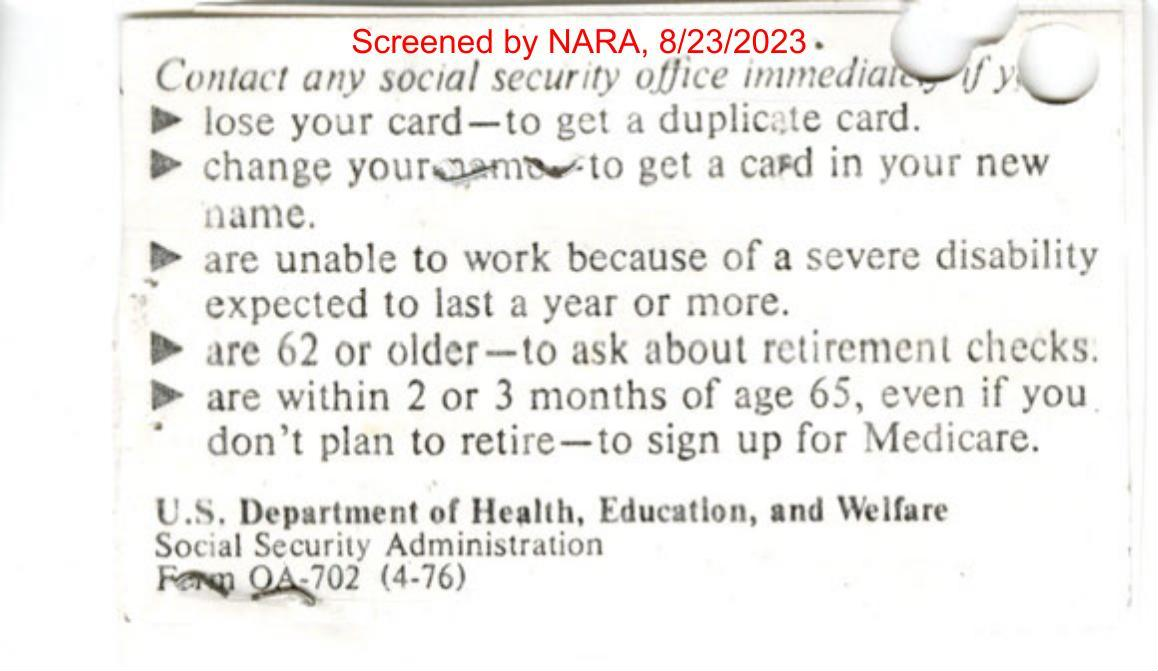 Screened by NARA, 8/23/2023
Contact any social security office immediately if
▶ lose your card—to get a duplicate card.
▶ change your name—to get a card in your new
name.
▶ are unable to work because of a severe disability
expected to last a year or more.
▶ are 62 or older—to ask about retirement checks.
▶ are within 2 or 3 months of age 65, even if you
don't plan to retire—to sign up for Medicare.
U.S. Department of Health, Education, and Welfare
Social Security Administration
Form OA-702 (4-76)